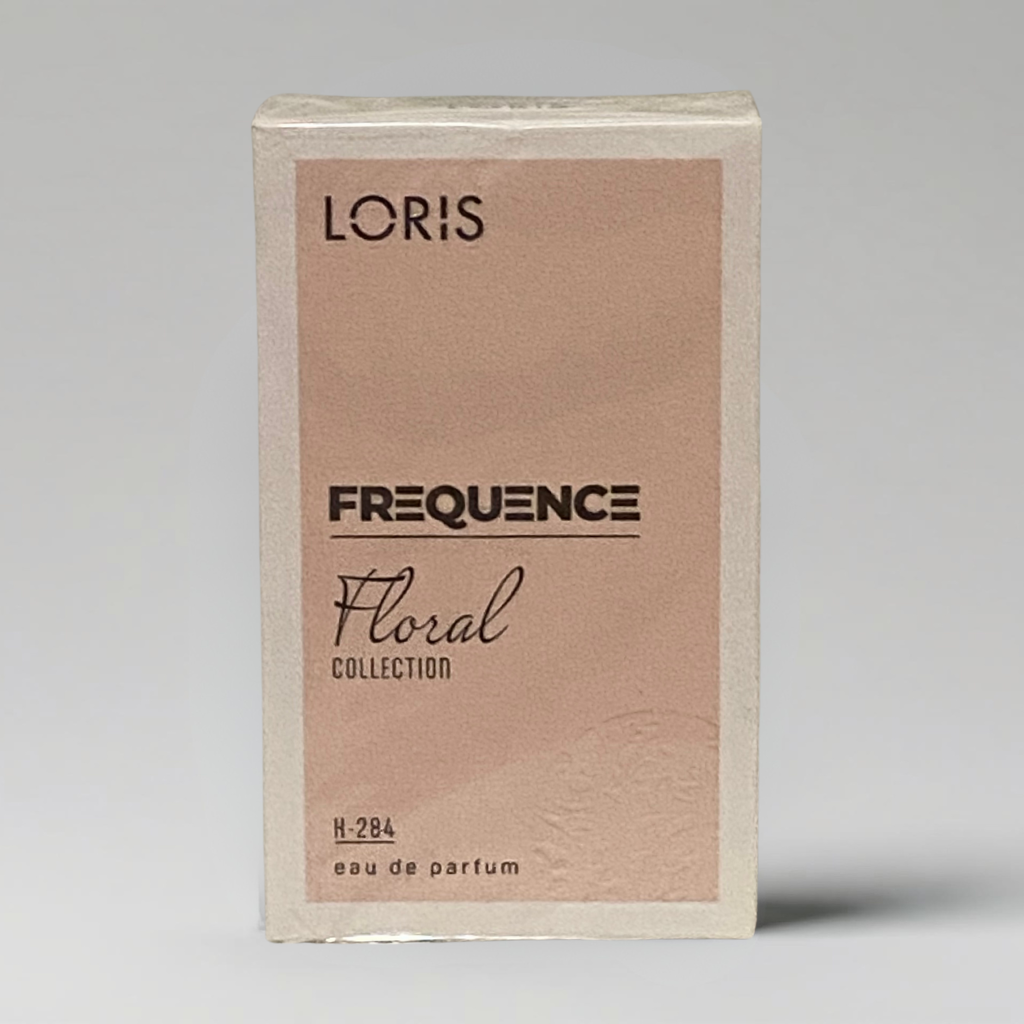 LORIS
FREQUENCE
Floral
COLLECTION
K-284
eau de parfum